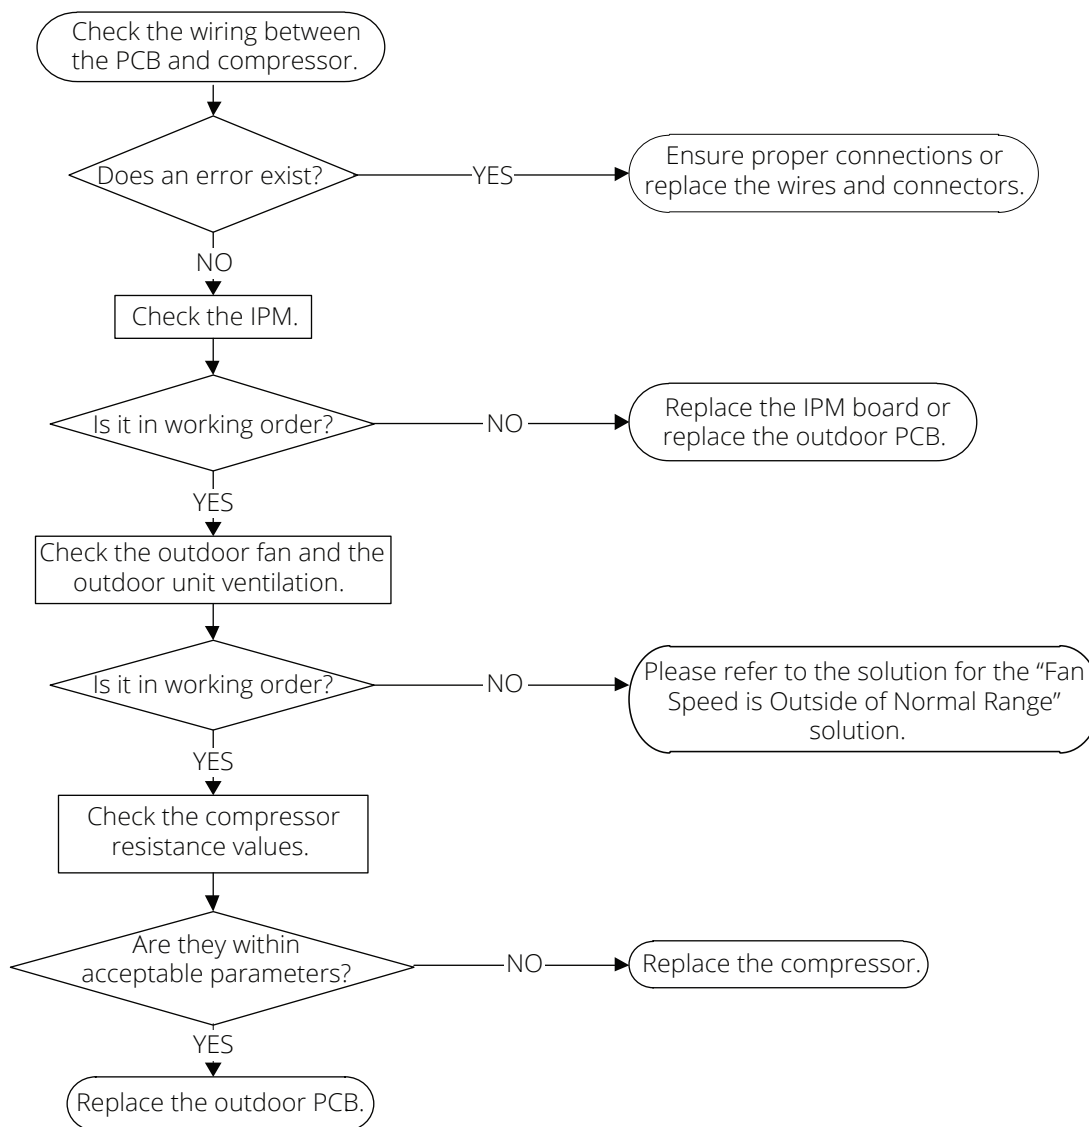 Check the wiring between
the PCB and compressor.
Does an error exist?
YES
Ensure proper connections or
replace the wires and connectors.
NO
Check the IPM.
Is it in working order?
NO
Replace the IPM board or
replace the outdoor PCB.
YES
Check the outdoor fan and the
outdoor unit ventilation.
Is it in working order?
NO
Please refer to the solution for the “Fan
Speed is Outside of Normal Range”
solution.
YES
Check the compressor
resistance values.
Are they within
acceptable parameters?
NO
Replace the compressor.
YES
Replace the outdoor PCB.